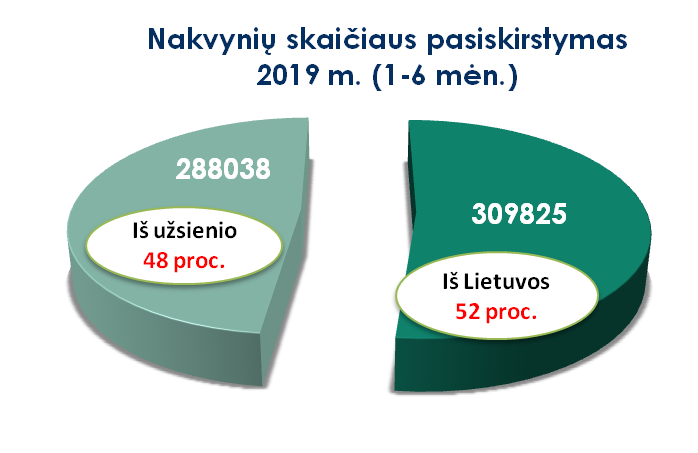 Nakvynių skaičiaus pasiskirstymas
2019 m. (1-6 mėn.)
288038
Iš užsienio
48 proc.
309825
Iš Lietuvos
52 proc.